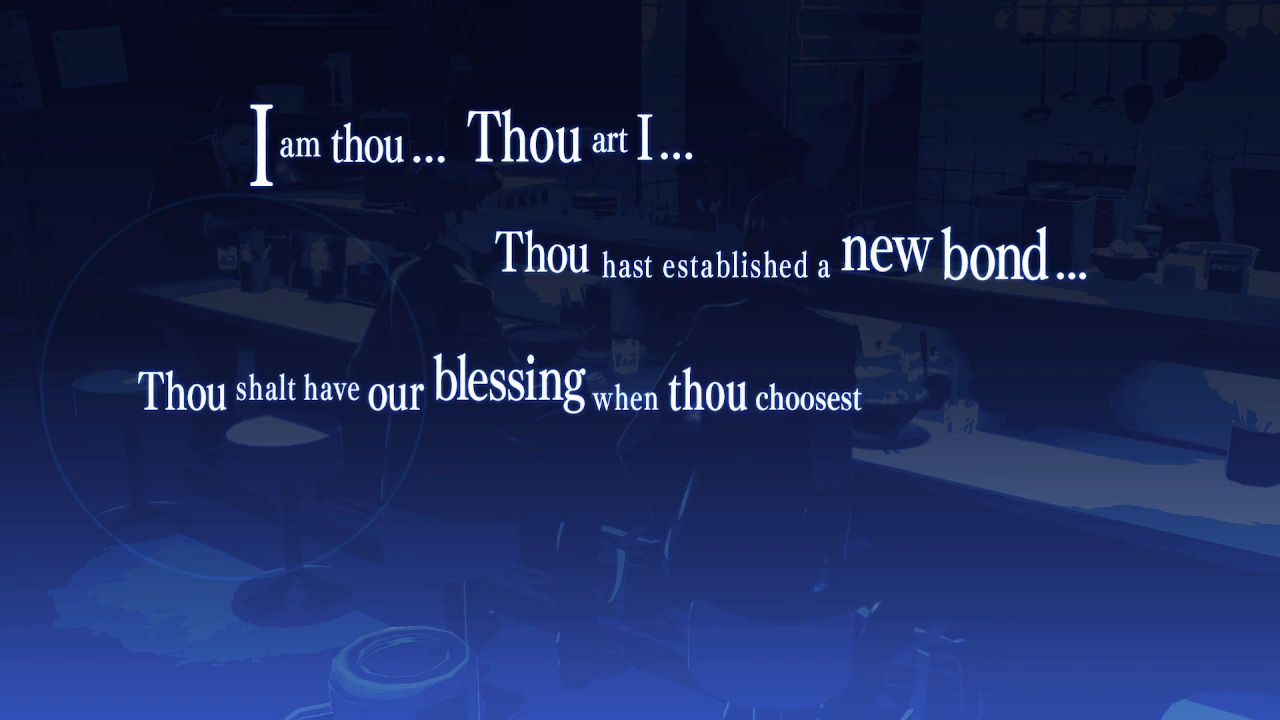 I am thou... Thou art I...
Thou hast established a new bond...
Thou shalt have our blessing when thou choosest